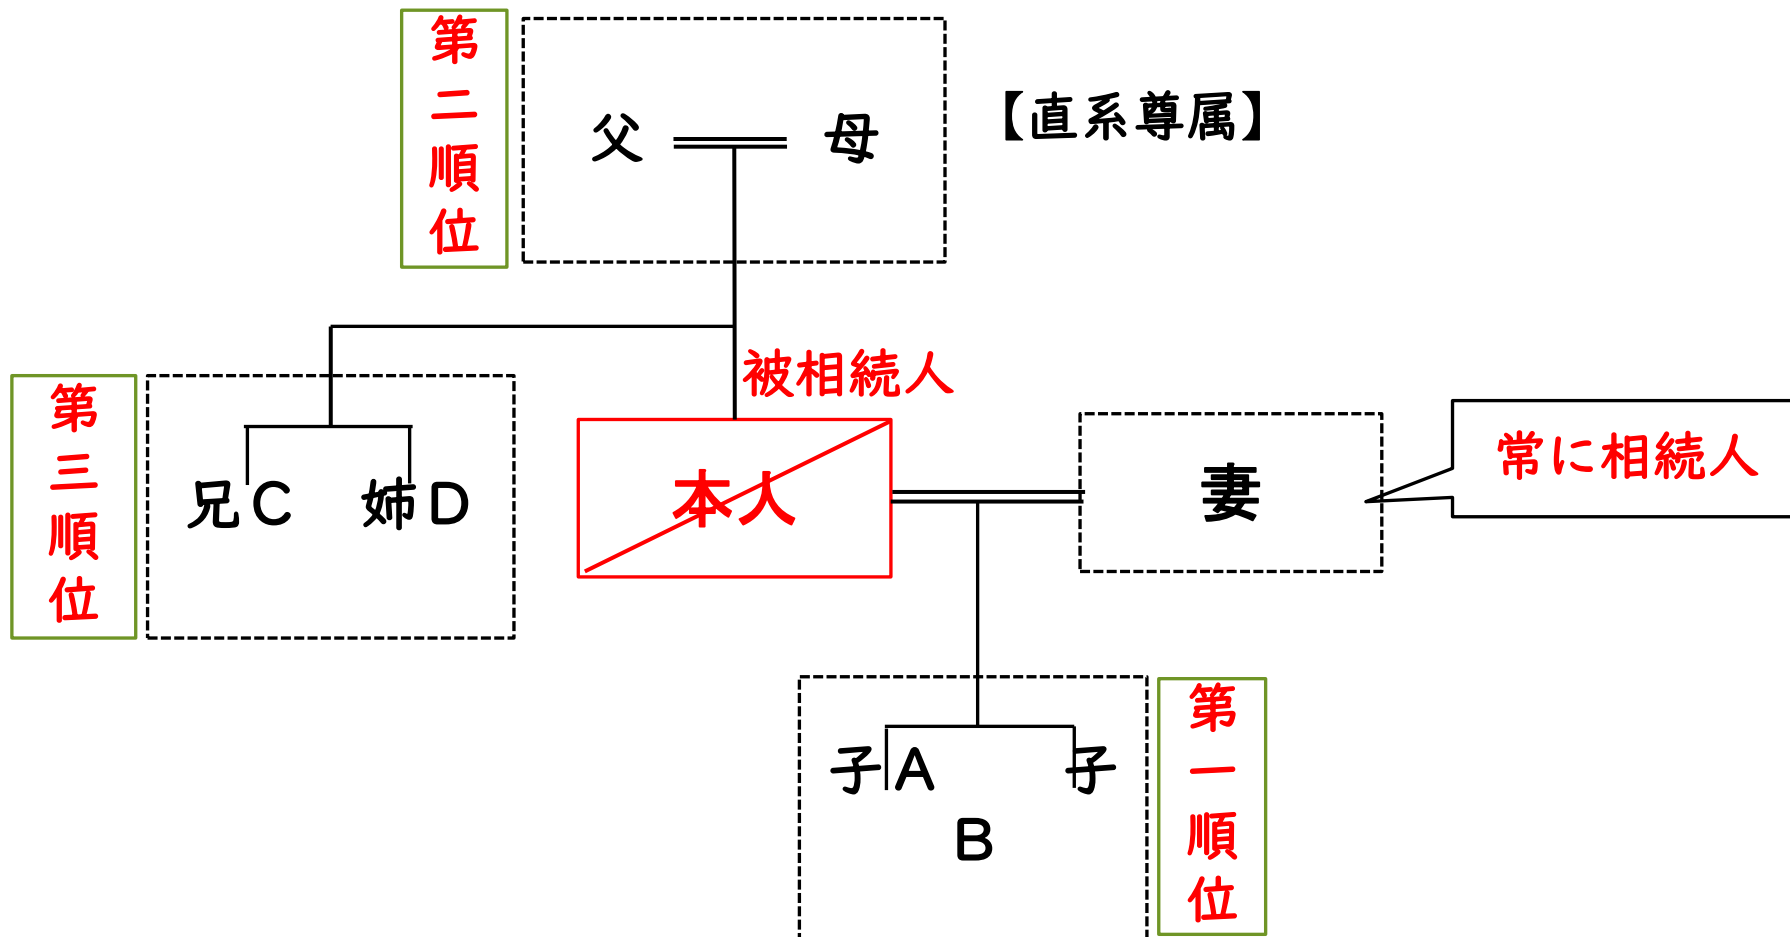 第二順位
父
母
【直系尊属】
被相続人
第三順位
兄C
姉D
本人
妻
常に相続人
子A
子
B
第一順位